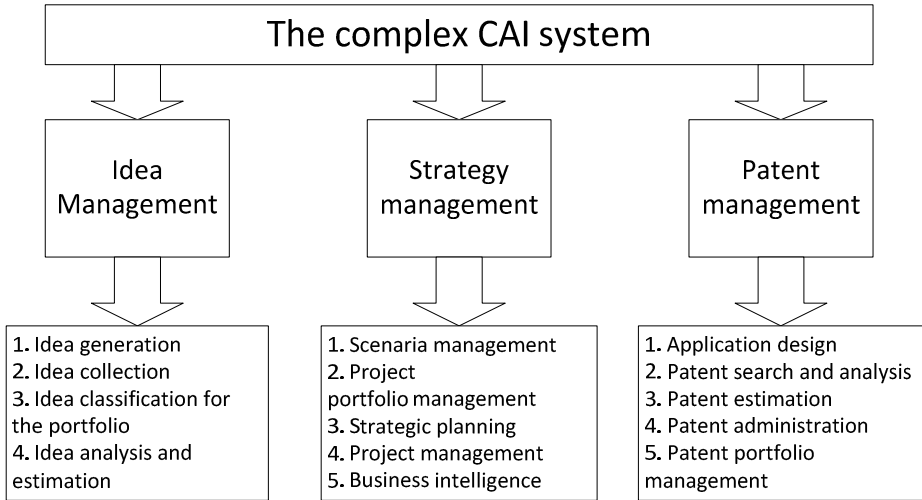 The complex CAI system
Idea
Management
Strategy
management
Patent
management
1. Idea generation
2. Idea collection
3. Idea classification for
the portfolio
4. Idea analysis and
estimation
1. Scenaria management
2. Project
portfolio management
3. Strategic planning
4. Project management
5. Business intelligence
1. Application design
2. Patent search and analysis
3. Patent estimation
4. Patent administration
5. Patent portfolio
management